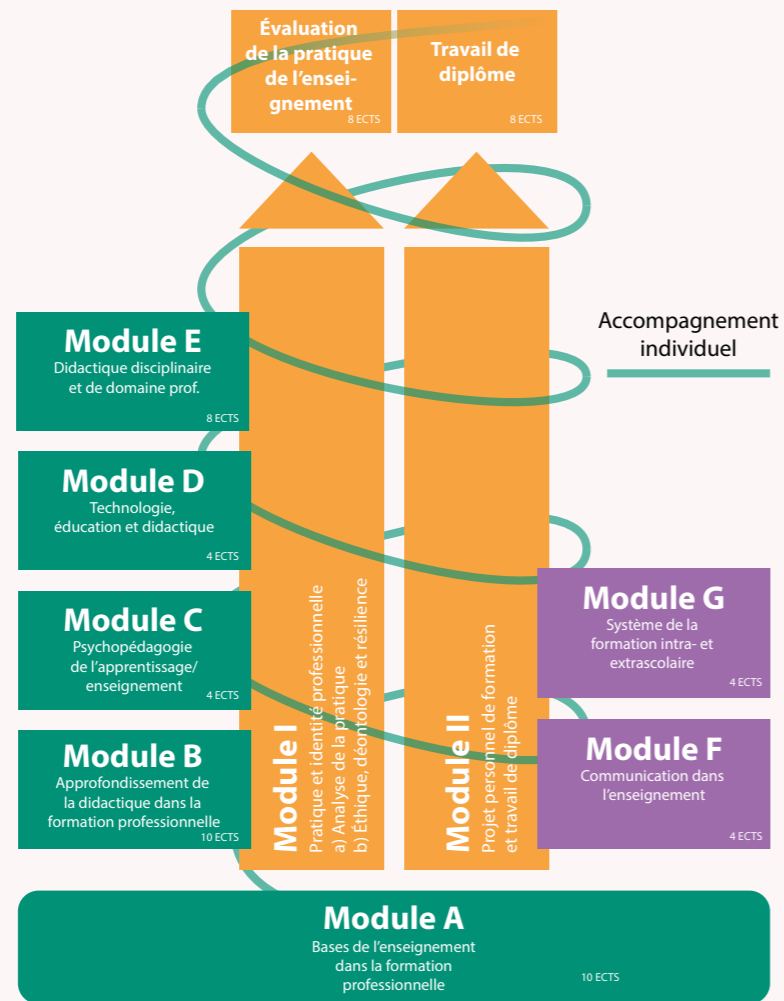 Évaluation
de la pratique
de l’ensei-
gnement
8 ECTS
Travail de
diplôme
8 ECTS
Accompagnement
individuel
Module E
Didactique disciplinaire
et de domaine prof.
8 ECTS
Module D
Technologie,
éducation et didactique
4 ECTS
Module C
Psychopédagogie
de l’apprentissage/
enseignement
4 ECTS
Module B
Approfondissement de
la didactique dans la
formation professionnelle
10 ECTS
Module I
Pratique et identité professionnelle
a) Analyse de la pratique
b) Éthique, déontologie et résilience
Module II
Projet personnel de formation
et travail de diplôme
Module G
Système de la
formation intra- et
extrascolaire
4 ECTS
Module F
Communication dans
l’enseignement
4 ECTS
Module A
Bases de l’enseignement
dans la formation
professionnelle
10 ECTS